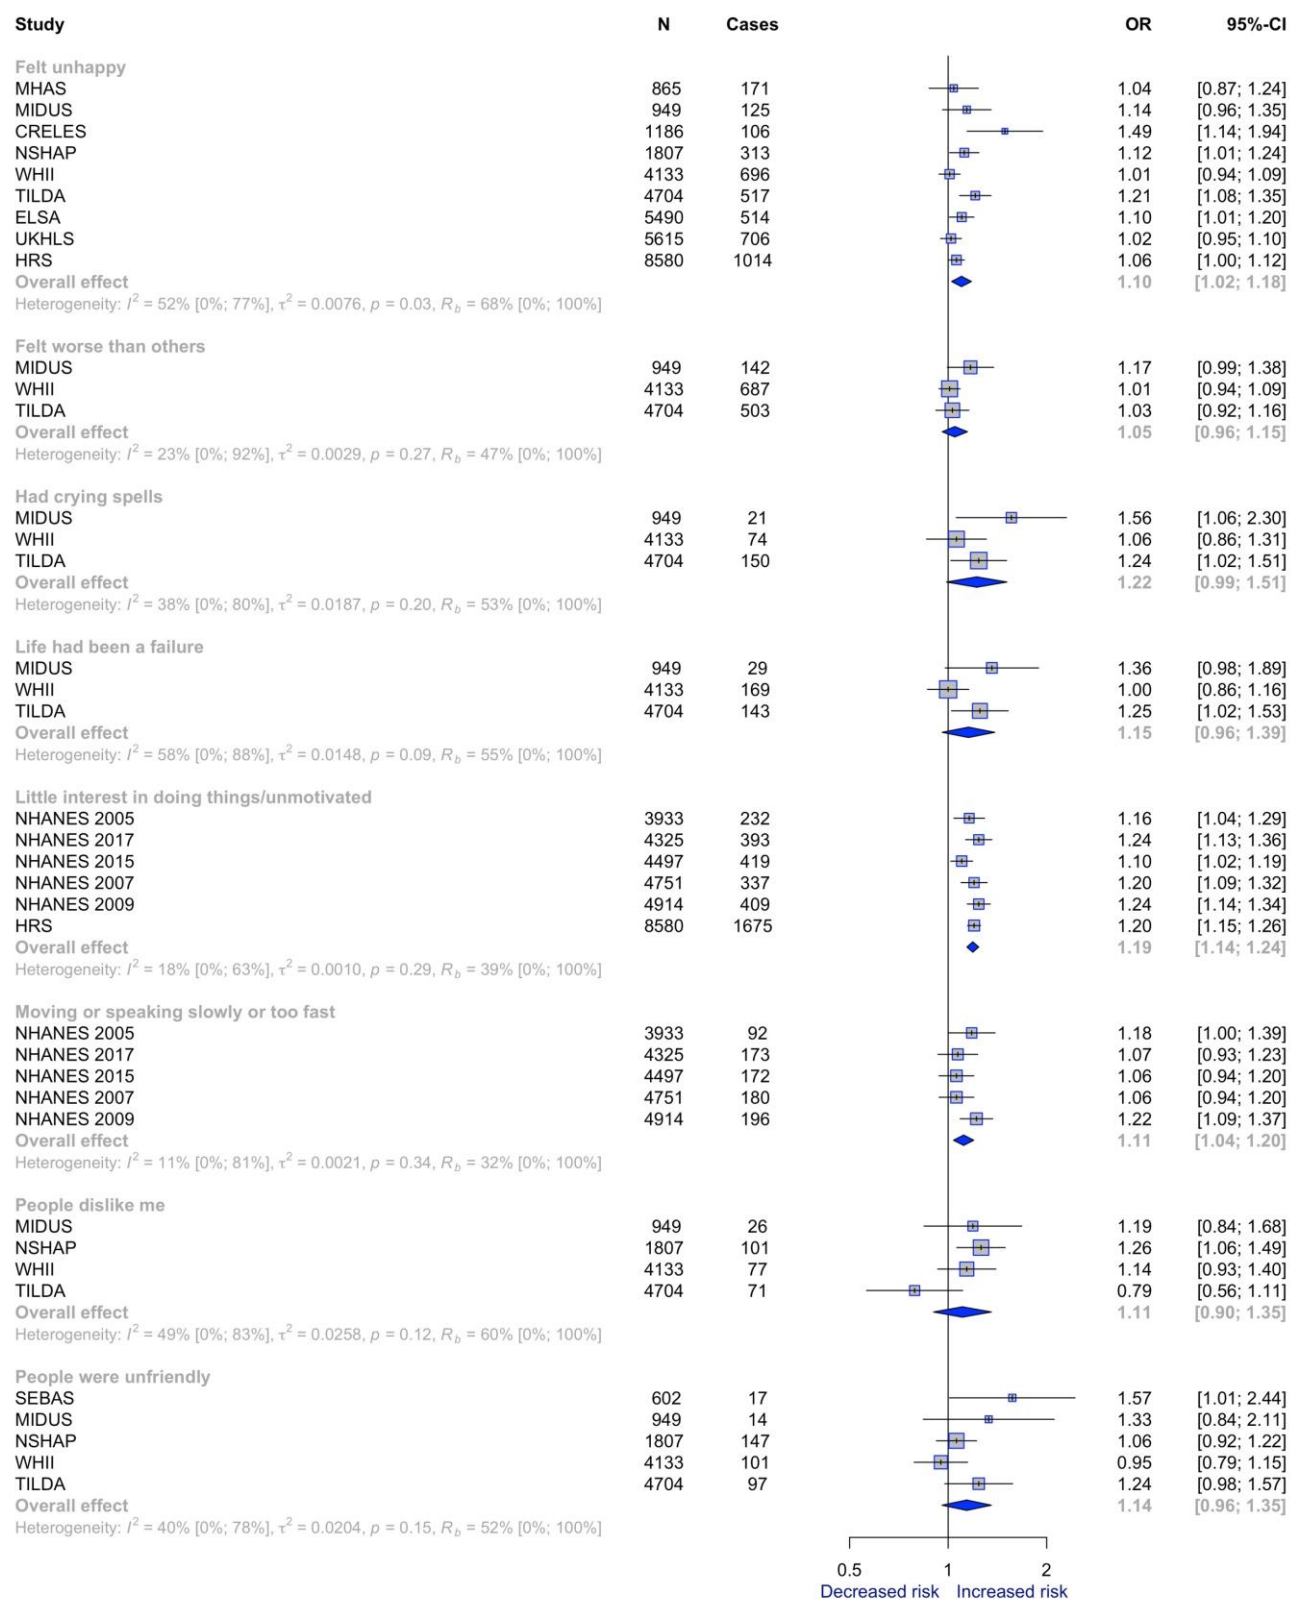 Study N Cases OR 95%-CI
Felt unhappy
MHAS 865 171 1.04 [0.87; 1.24]
MIDUS 949 125 1.14 [0.96; 1.35]
CRELES 1186 106 1.49 [1.14; 1.94]
NSHAP 1807 313 1.12 [1.01; 1.24]
WHII 4133 696 1.01 [0.94; 1.09]
TILDA 4704 517 1.21 [1.08; 1.35]
ELSA 5490 514 1.10 [1.01; 1.20]
UKHLS 5615 706 1.02 [0.95; 1.10]
HRS 8580 1014 1.06 [1.00; 1.12]
Overall effect 1.10 [1.02; 1.18]
Heterogeneity: I² = 52% [0%; 77%], τ² = 0.0076, p = 0.03, R_b = 68% [0%; 100%]
Felt worse than others
MIDUS 949 142 1.17 [0.99; 1.38]
WHII 4133 687 1.01 [0.94; 1.09]
TILDA 4704 503 1.03 [0.92; 1.16]
Overall effect 1.05 [0.96; 1.15]
Heterogeneity: I² = 23% [0%; 92%], τ² = 0.0029, p = 0.27, R_b = 47% [0%; 100%]
Had crying spells
MIDUS 949 21 1.56 [1.06; 2.30]
WHII 4133 74 1.06 [0.86; 1.31]
TILDA 4704 150 1.24 [1.02; 1.51]
Overall effect 1.22 [0.99; 1.51]
Heterogeneity: I² = 38% [0%; 80%], τ² = 0.0187, p = 0.20, R_b = 53% [0%; 100%]
Life had been a failure
MIDUS 949 29 1.36 [0.98; 1.89]
WHII 4133 169 1.00 [0.86; 1.16]
TILDA 4704 143 1.25 [1.02; 1.53]
Overall effect 1.15 [0.96; 1.39]
Heterogeneity: I² = 58% [0%; 88%], τ² = 0.0148, p = 0.09, R_b = 55% [0%; 100%]
Little interest in doing things/unmotivated
NHANES 2005 3933 232 1.16 [1.04; 1.29]
NHANES 2017 4325 393 1.24 [1.13; 1.36]
NHANES 2015 4497 419 1.10 [1.02; 1.19]
NHANES 2007 4751 337 1.20 [1.09; 1.32]
NHANES 2009 4914 409 1.24 [1.14; 1.34]
HRS 8580 1675 1.20 [1.15; 1.26]
Overall effect 1.19 [1.14; 1.24]
Heterogeneity: I² = 18% [0%; 63%], τ² = 0.0010, p = 0.29, R_b = 39% [0%; 100%]
Moving or speaking slowly or too fast
NHANES 2005 3933 92 1.18 [1.00; 1.39]
NHANES 2017 4325 173 1.07 [0.93; 1.23]
NHANES 2015 4497 172 1.06 [0.94; 1.20]
NHANES 2007 4751 180 1.06 [0.94; 1.20]
NHANES 2009 4914 196 1.22 [1.09; 1.37]
Overall effect 1.11 [1.04; 1.20]
Heterogeneity: I² = 11% [0%; 81%], τ² = 0.0021, p = 0.34, R_b = 32% [0%; 100%]
People dislike me
MIDUS 949 26 1.19 [0.84; 1.68]
NSHAP 1807 101 1.26 [1.06; 1.49]
WHII 4133 77 1.14 [0.93; 1.40]
TILDA 4704 71 0.79 [0.56; 1.11]
Overall effect 1.11 [0.90; 1.35]
Heterogeneity: I² = 49% [0%; 83%], τ² = 0.0258, p = 0.12, R_b = 60% [0%; 100%]
People were unfriendly
SEBAS 602 17 1.57 [1.01; 2.44]
MIDUS 949 14 1.33 [0.84; 2.11]
NSHAP 1807 147 1.06 [0.92; 1.22]
WHII 4133 101 0.95 [0.79; 1.15]
TILDA 4704 97 1.24 [0.98; 1.57]
Overall effect 1.14 [0.96; 1.35]
Heterogeneity: I² = 40% [0%; 78%], τ² = 0.0204, p = 0.15, R_b = 52% [0%; 100%]
0.5 1 2
Decreased risk Increased risk